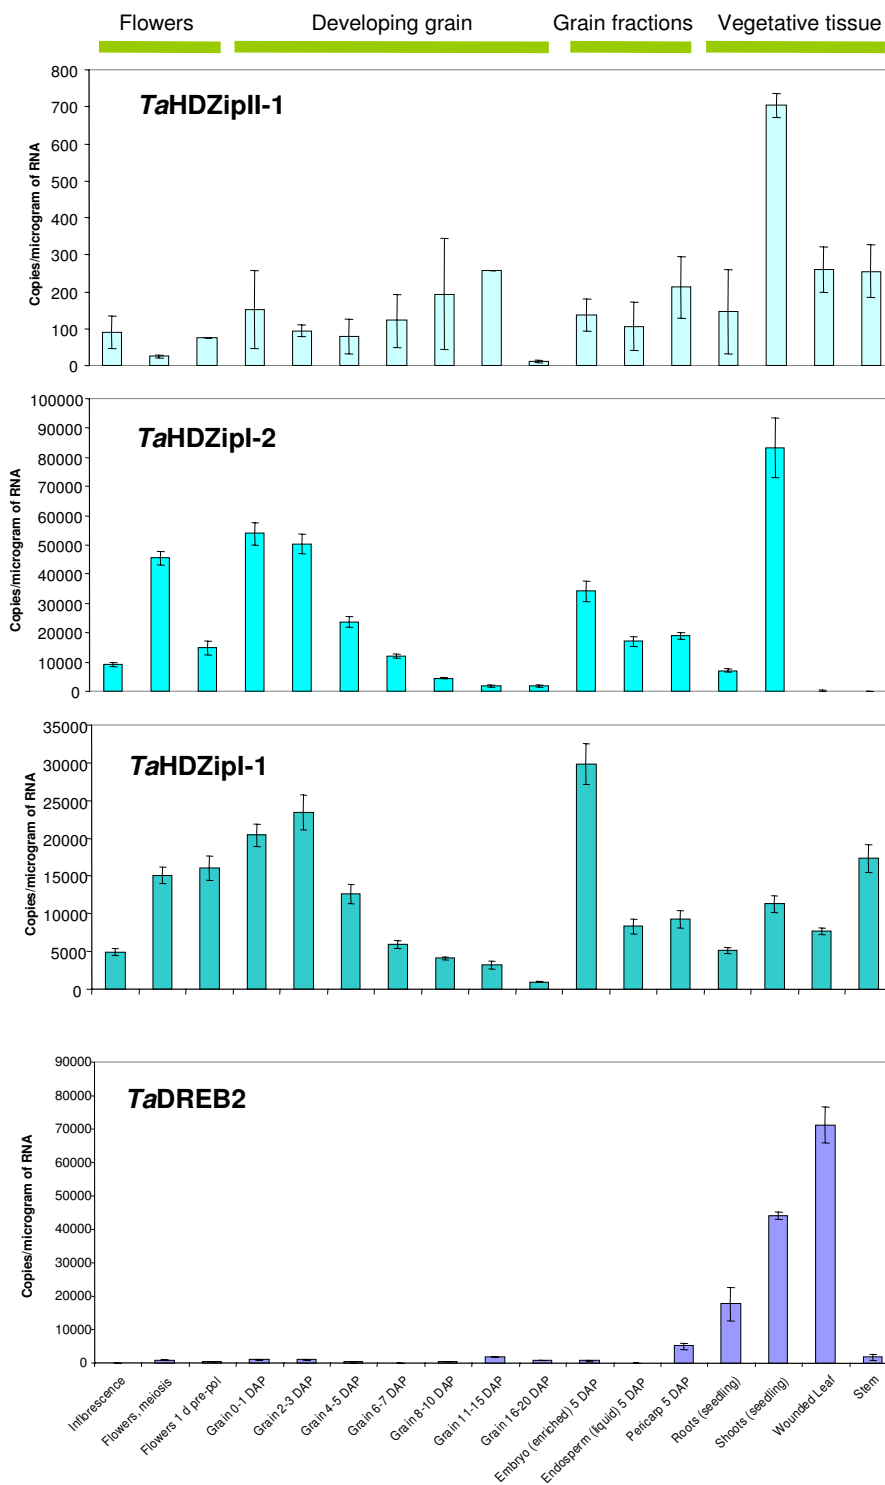 Flowers Developing grain Grain fractions Vegetative tissue
TaHDZipII-1
Copies/microgram of RNA
800
700
600
500
400
300
200
100
0
TaHDZipI-2
Copies/microgram of RNA
100000
90000
80000
70000
60000
50000
40000
30000
20000
10000
0
TaHDZipI-1
Copies/microgram of RNA
35000
30000
25000
20000
15000
10000
5000
0
TaDREB2
Copies/microgram of RNA
90000
80000
70000
60000
50000
40000
30000
20000
10000
0
Inflorescence
Flowers, meiosis
Flowers 1 d pre-pol
Grain 0-1 DAP
Grain 2-3 DAP
Grain 4-5 DAP
Grain 6-7 DAP
Grain 8-10 DAP
Grain 11-15 DAP
Grain 16-20 DAP
Embryo (enriched) 5 DAP
Endosperm (liquid) 5 DAP
Pericarp 5 DAP
Roots (seedling)
Shoots (seedling)
Wounded Leaf
Stem